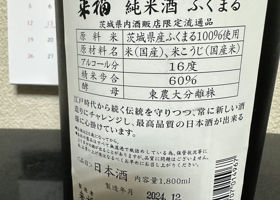 来福 純米酒 ふくまる
茨城県内酒販店限定流通品
原料米 茨城県産ふくまる100%使用
原材料名 米(国産)、米こうじ(国産米)
アルコール分 16度
精米歩合 60%
酵母 東農大分離株
江戸時代から続く伝統を守りつつ、常に新しい酒
造りにチャレンジし、最高品質の日本酒が出来る
様に心掛けています。
日本酒 内容量1,800ml
製造年月 2024.12